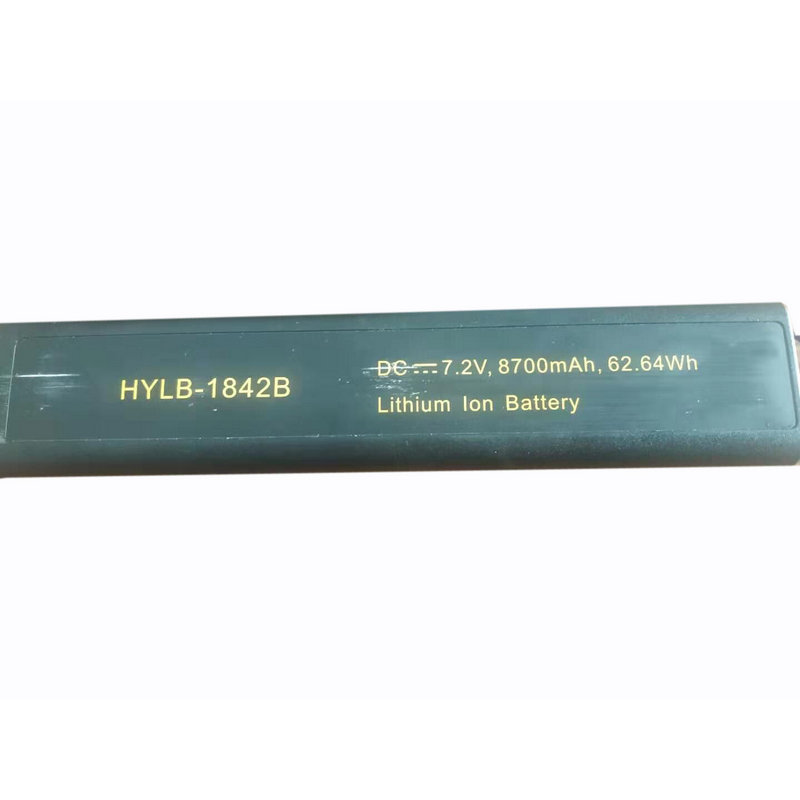 HYLB-1842B
DC⎓7.2V, 8700mAh, 62.64Wh
Lithium Ion Battery